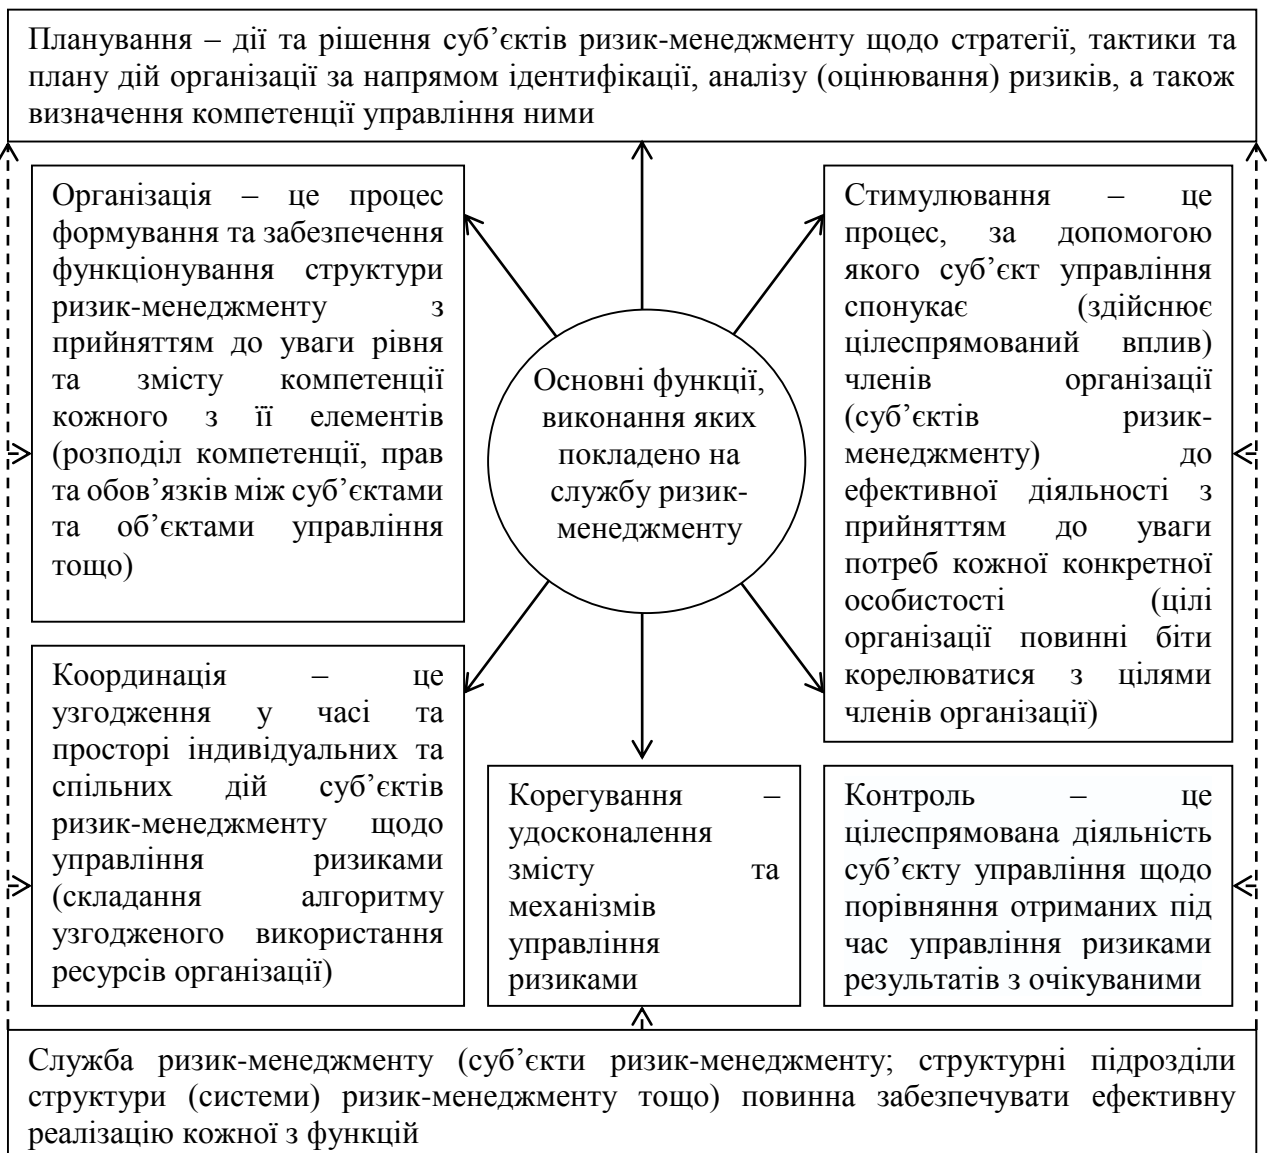 Планування – дії та рішення суб’єктів ризик-менеджменту щодо стратегії, тактики та
плану дій організації за напрямом ідентифікації, аналізу (оцінювання) ризиків, а також
визначення компетенції управління ними
Організація – це процес
формування та забезпечення
функціонування структури
ризик-менеджменту з
прийняттям до уваги рівня
та змісту компетенції
кожного з її елементів
(розподіл компетенції, прав
та обов’язків між суб’єктами
та об’єктами управління
тощо)
Основні функції,
виконання яких
покладено на
службу ризик-
менеджменту
Стимулювання – це
процес, за допомогою
якого суб’єкт управління
спонукає (здійснює
цілеспрямований вплив)
членів організації
(суб’єктів ризик-
менеджменту) до
ефективної діяльності з
прийняттям до уваги
потреб кожної конкретної
особистості (цілі
організації повинні біти
корелюватися з цілями
членів організації)
Координація – це
узгодження у часі та
просторі індивідуальних та
спільних дій суб’єктів
ризик-менеджменту щодо
управління ризиками
(складання алгоритму
узгодженого використання
ресурсів організації)
Корегування –
удосконалення
змісту та
механізмів
управління
ризиками
Контроль – це
цілеспрямована діяльність
суб’єкту управління щодо
порівняння отриманих під
час управління ризиками
результатів з очікуваними
Служба ризик-менеджменту (суб’єкти ризик-менеджменту; структурні підрозділи
структури (системи) ризик-менеджменту тощо) повинна забезпечувати ефективну
реалізацію кожної з функцій